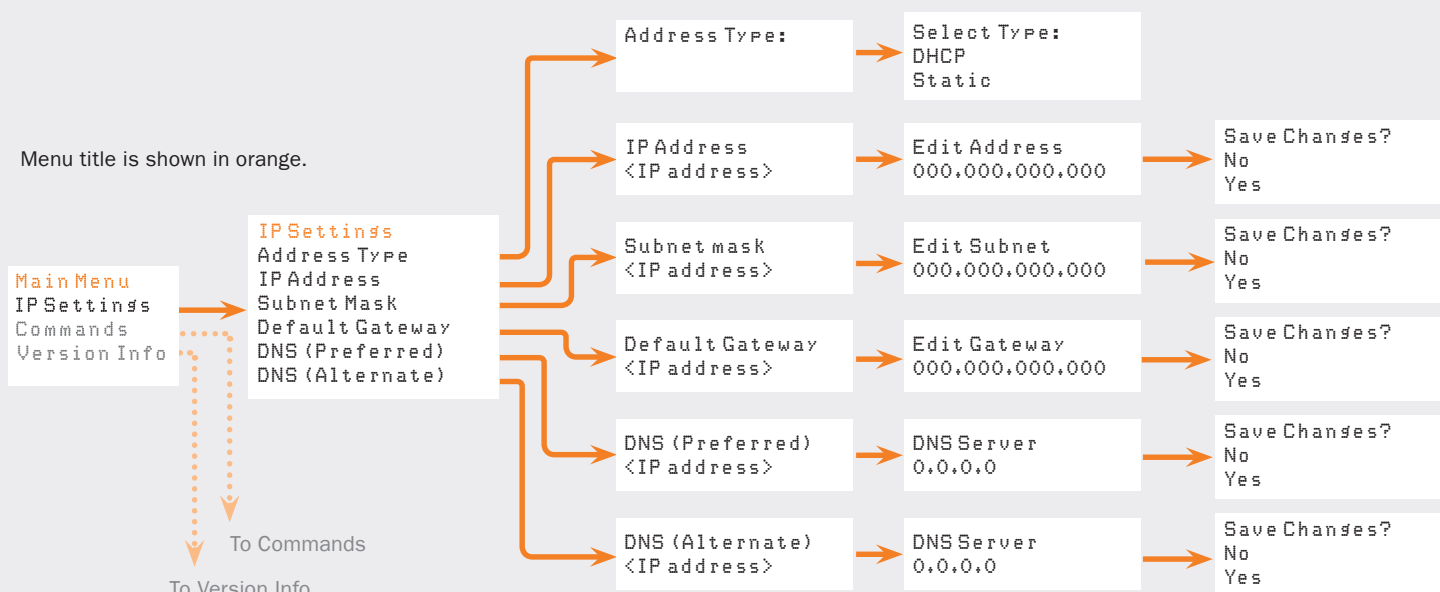 Menu title is shown in orange.
Main Menu
IP Settings
Commands
Version Info
To Commands
To Version Info
IP Settings
Address Type
IP Address
Subnet Mask
Default Gateway
DNS (Preferred)
DNS (Alternate)
Address Type:
Select Type:
DHCP
Static
IP Address
<IP address>
Edit Address
000.000.000.000
Save Changes?
No
Yes
Subnet mask
<IP address>
Edit Subnet
000.000.000.000
Save Changes?
No
Yes
Default Gateway
<IP address>
Edit Gateway
000.000.000.000
Save Changes?
No
Yes
DNS (Preferred)
<IP address>
DNS Server
0.0.0.0
Save Changes?
No
Yes
DNS (Alternate)
<IP address>
DNS Server
0.0.0.0
Save Changes?
No
Yes